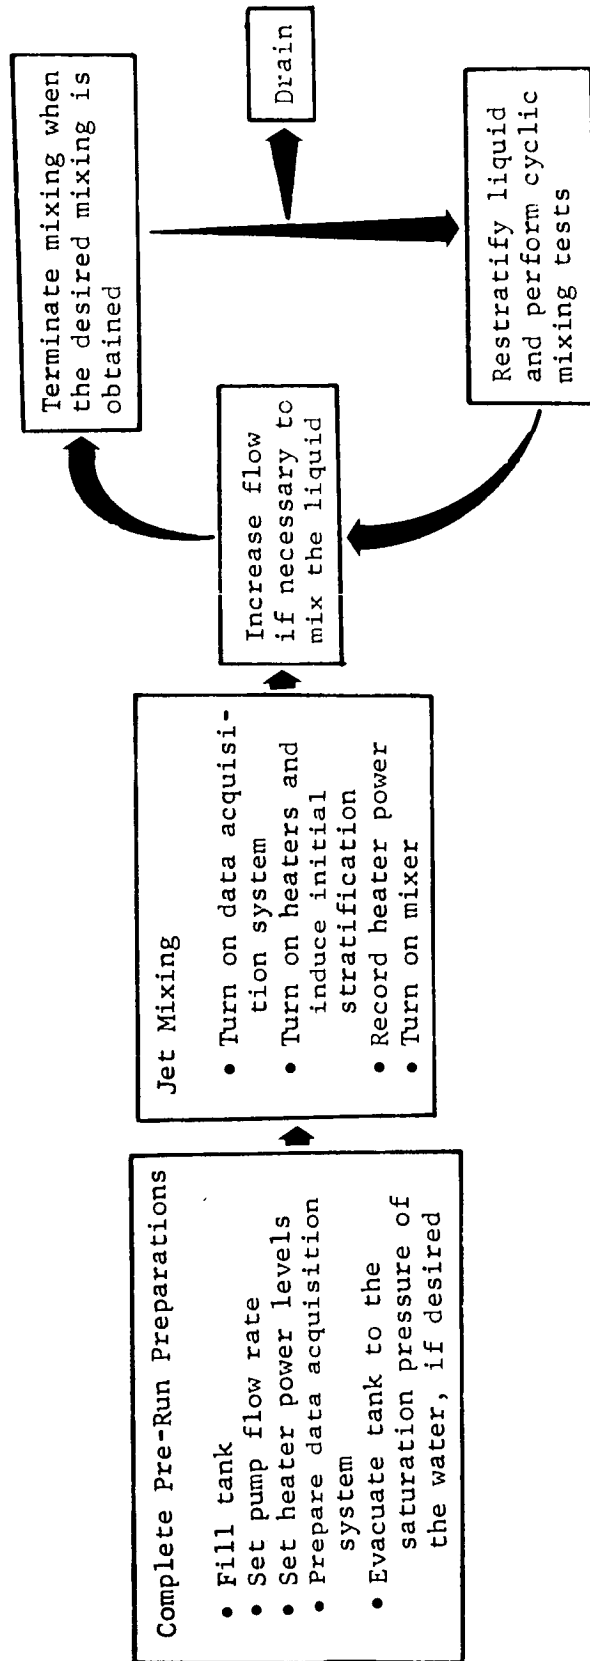 Complete Pre-Run Preparations
• Fill tank
• Set pump flow rate
• Set heater power levels
• Prepare data acquisition
system
• Evacuate tank to the
saturation pressure of
the water, if desired
Jet Mixing
• Turn on data acquisi-
tion system
• Turn on heaters and
induce initial
stratification
• Record heater power
• Turn on mixer
Increase flow
if necessary to
mix the liquid
Terminate mixing when
the desired mixing is
obtained
Drain
Restratify liquid
and perform cyclic
mixing tests